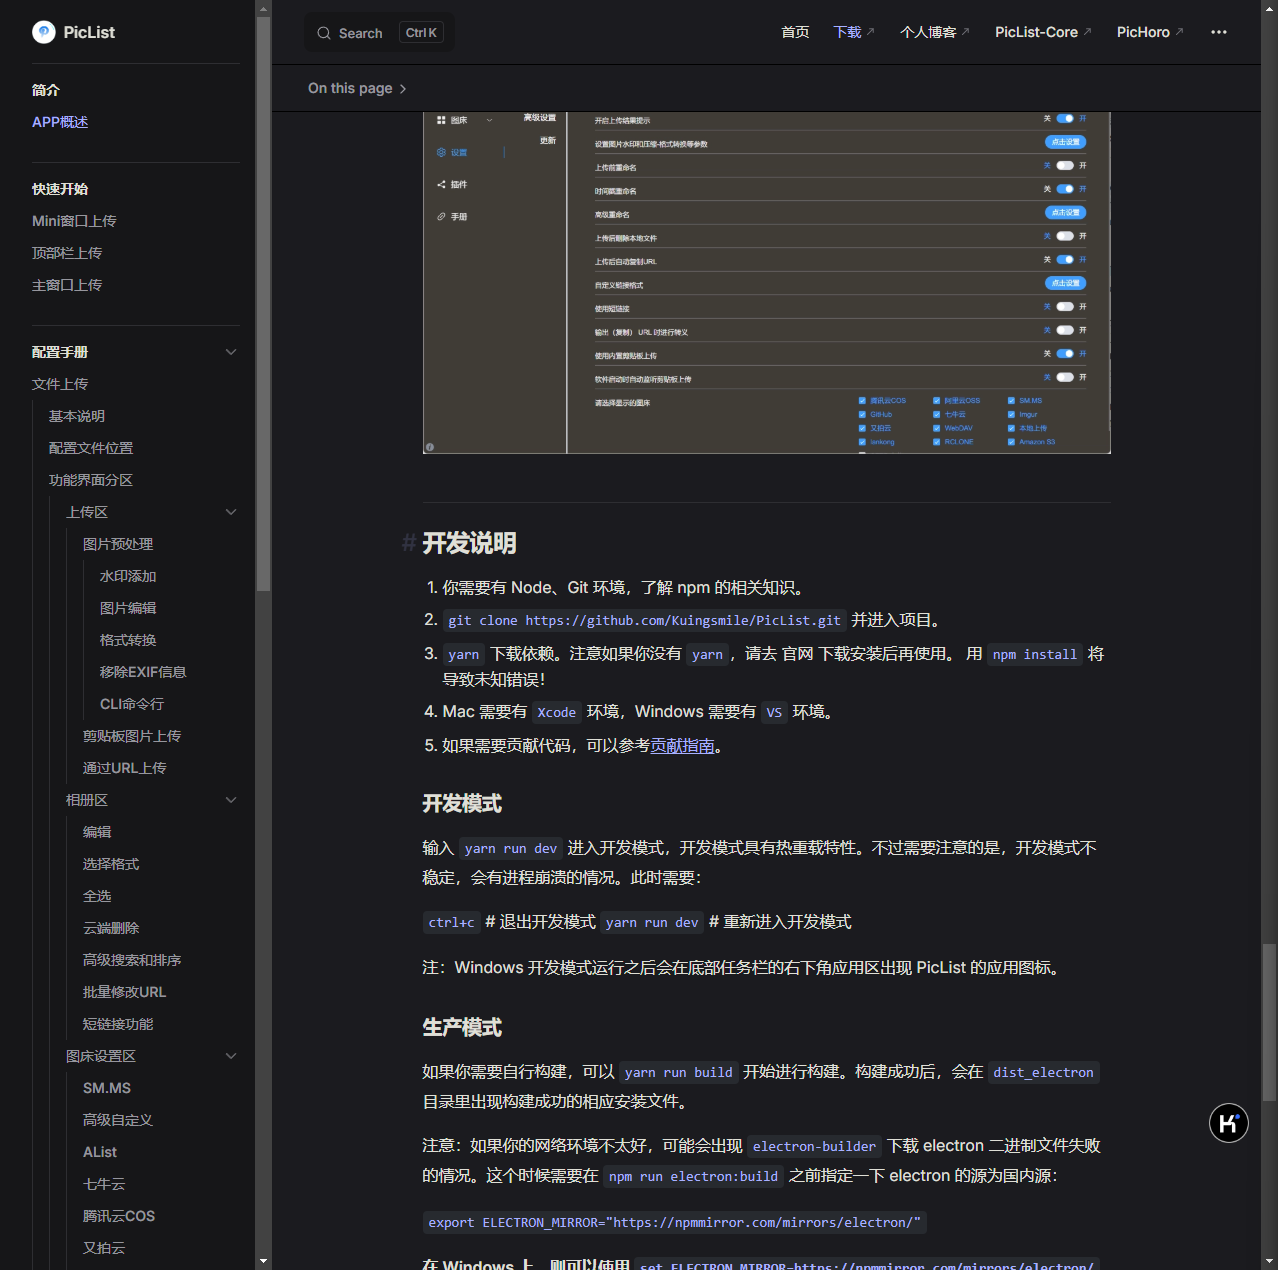 PicList
Search Ctrl K
首页 下载 个人博客 PicList-Core PicHoro
On this page
简介
APP概述
快速开始
Mini窗口上传
顶部栏上传
主窗口上传
配置手册
文件上传
基本说明
配置文件位置
功能界面分区
上传区
图片预处理
水印添加
图片编辑
格式转换
移除EXIF信息
CLI命令行
剪贴板图片上传
通过URL上传
相册区
编辑
选择格式
全选
云端删除
高级搜索和排序
批量修改URL
短链接功能
图床设置区
SM.MS
高级自定义
AList
七牛云
腾讯云COS
又拍云
图床
设置
插件
手册
高级设置
更新
开启上传结果提示 关 开
设置图片水印和压缩-格式转换等参数 点击设置
上传前重命名 关 开
时间戳重命名 关 开
高级重命名 点击设置
上传后删除本地文件 关 开
上传后自动复制URL 关 开
自定义链接格式 点击设置
使用短链接 关 开
输出（复制） URL 时进行转义 关 开
使用内置剪贴板上传 关 开
软件启动时自动监听剪贴板上传 关 开
请选择显示的图床
腾讯云COS 阿里云OSS SM.MS
GitHub 七牛云 Imgur
又拍云 WebDAV 本地上传
lankong RCLONE Amazon S3
# 开发说明
1. 你需要有 Node、Git 环境，了解 npm 的相关知识。
2. git clone https://github.com/Kuingsmile/PicList.git 并进入项目。
3. yarn 下载依赖。注意如果你没有 yarn ，请去 官网 下载安装后再使用。 用 npm install 将
导致未知错误！
4. Mac 需要有 Xcode 环境，Windows 需要有 VS 环境。
5. 如果需要贡献代码，可以参考贡献指南。
开发模式
输入 yarn run dev 进入开发模式，开发模式具有热重载特性。不过需要注意的是，开发模式不
稳定，会有进程崩溃的情况。此时需要：
ctrl+c # 退出开发模式 yarn run dev # 重新进入开发模式
注：Windows 开发模式运行之后会在底部任务栏的右下角应用区出现 PicList 的应用图标。
生产模式
如果你需要自行构建，可以 yarn run build 开始进行构建。构建成功后，会在 dist_electron
目录里出现构建成功的相应安装文件。
注意：如果你的网络环境不太好，可能会出现 electron-builder 下载 electron 二进制文件失败
的情况。这个时候需要在 npm run electron:build 之前指定一下 electron 的源为国内源：
export ELECTRON_MIRROR="https://npmmirror.com/mirrors/electron/"
在 Windows 上，则可以使用 set ELECTRON_MIRROR=https://npmmirror.com/mirrors/electron/
K